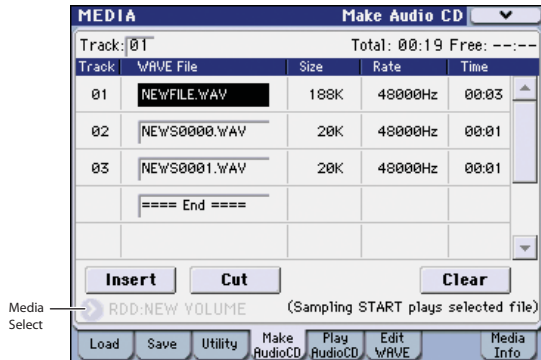 MEDIA Make Audio CD
Track: 01 Total: 00:19 Free: --:--
Track WAVE File Size Rate Time
01 NEWFILE.WAV 188K 48000Hz 00:03
02 NEWS0000.WAV 20K 48000Hz 00:01
03 NEWS0001.WAV 20K 48000Hz 00:01
==== End ====
Insert Cut Clear
Media Select
RDD:NEW VOLUME (Sampling START plays selected file)
Load Save Utility Make AudioCD Play AudioCD Edit WAVE Media Info